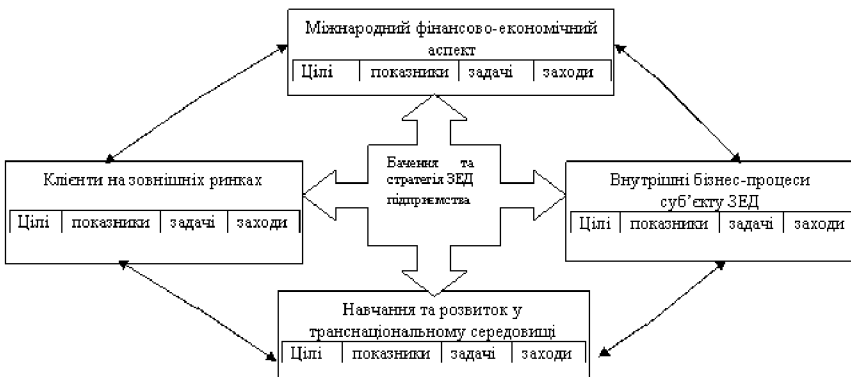 Міжнародний фінансово-економічний
аспект
Цілі показники задачі заходи
Бачення та
стратегія ЗЕД
підприємства
Клієнти на зовнішніх ринках
Цілі показники задачі заходи
Внутрішні бізнес-процеси
суб’єкту ЗЕД
Цілі показники задачі заходи
Навчання та розвиток у
транснаціональному середовищі
Цілі показники задачі заходи